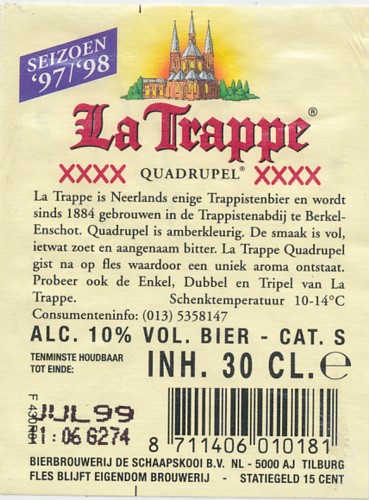 SEIZOEN
'97/'98
La Trappe®
XXXX QUADRUPEL® XXXX
La Trappe is Neerlands enige Trappistenbier en wordt
sinds 1884 gebrouwen in de Trappistenabdij te Berkel-
Enschot. Quadrupel is amberkleurig. De smaak is vol,
ietwat zoet en aangenaam bitter. La Trappe Quadrupel
gist na op fles waardoor een uniek aroma ontstaat.
Probeer ook de Enkel, Dubbel en Tripel van La
Trappe. Schenktemperatuur 10-14°C
Consumenteninfo: (013) 5358147
ALC. 10% VOL. BIER - CAT. S
TENMINSTE HOUDBAAR
TOT EINDE:
INH. 30 CL. ℮
JUL99
1:06 6274
8 711406 010181
BIERBROUWERIJ DE SCHAAPSKOOI B.V. NL - 5000 AJ TILBURG
FLES BLIJFT EIGENDOM BROUWERIJ - STATIEGELD 15 CENT